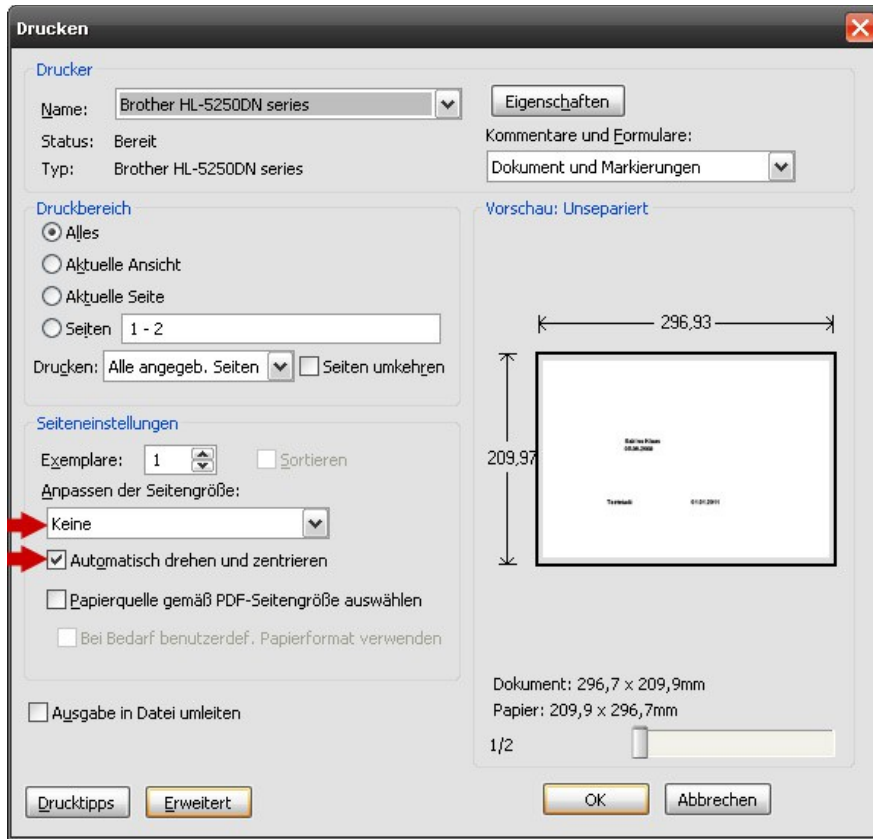 Drucken
Drucker
Name: Brother HL-5250DN series
Eigenschaften
Status: Bereit
Kommentare und Formulare:
Typ: Brother HL-5250DN series
Dokument und Markierungen
Druckbereich
Alles
Aktuelle Ansicht
Aktuelle Seite
Seiten 1 - 2
Drucken: Alle angegeb. Seiten Seiten umkehren
Seiteneinstellungen
Exemplare: 1 Sortieren
Anpassen der Seitengröße:
Keine
Automatisch drehen und zentrieren
Papierquelle gemäß PDF-Seitengröße auswählen
Bei Bedarf benutzerdef. Papierformat verwenden
Ausgabe in Datei umleiten
Drucktipps Erweitert
Vorschau: Unsepariert
296,93
209,97
01.01.2011
Dokument: 296,7 x 209,9mm
Papier: 209,9 x 296,7mm
1/2
OK Abbrechen